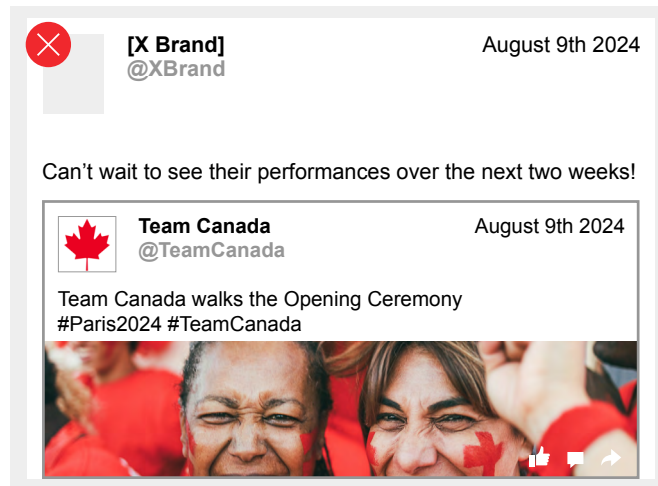 [X Brand] August 9th 2024
@XBrand
Can’t wait to see their performances over the next two weeks!
Team Canada August 9th 2024
@TeamCanada
Team Canada walks the Opening Ceremony
#Paris2024 #TeamCanada